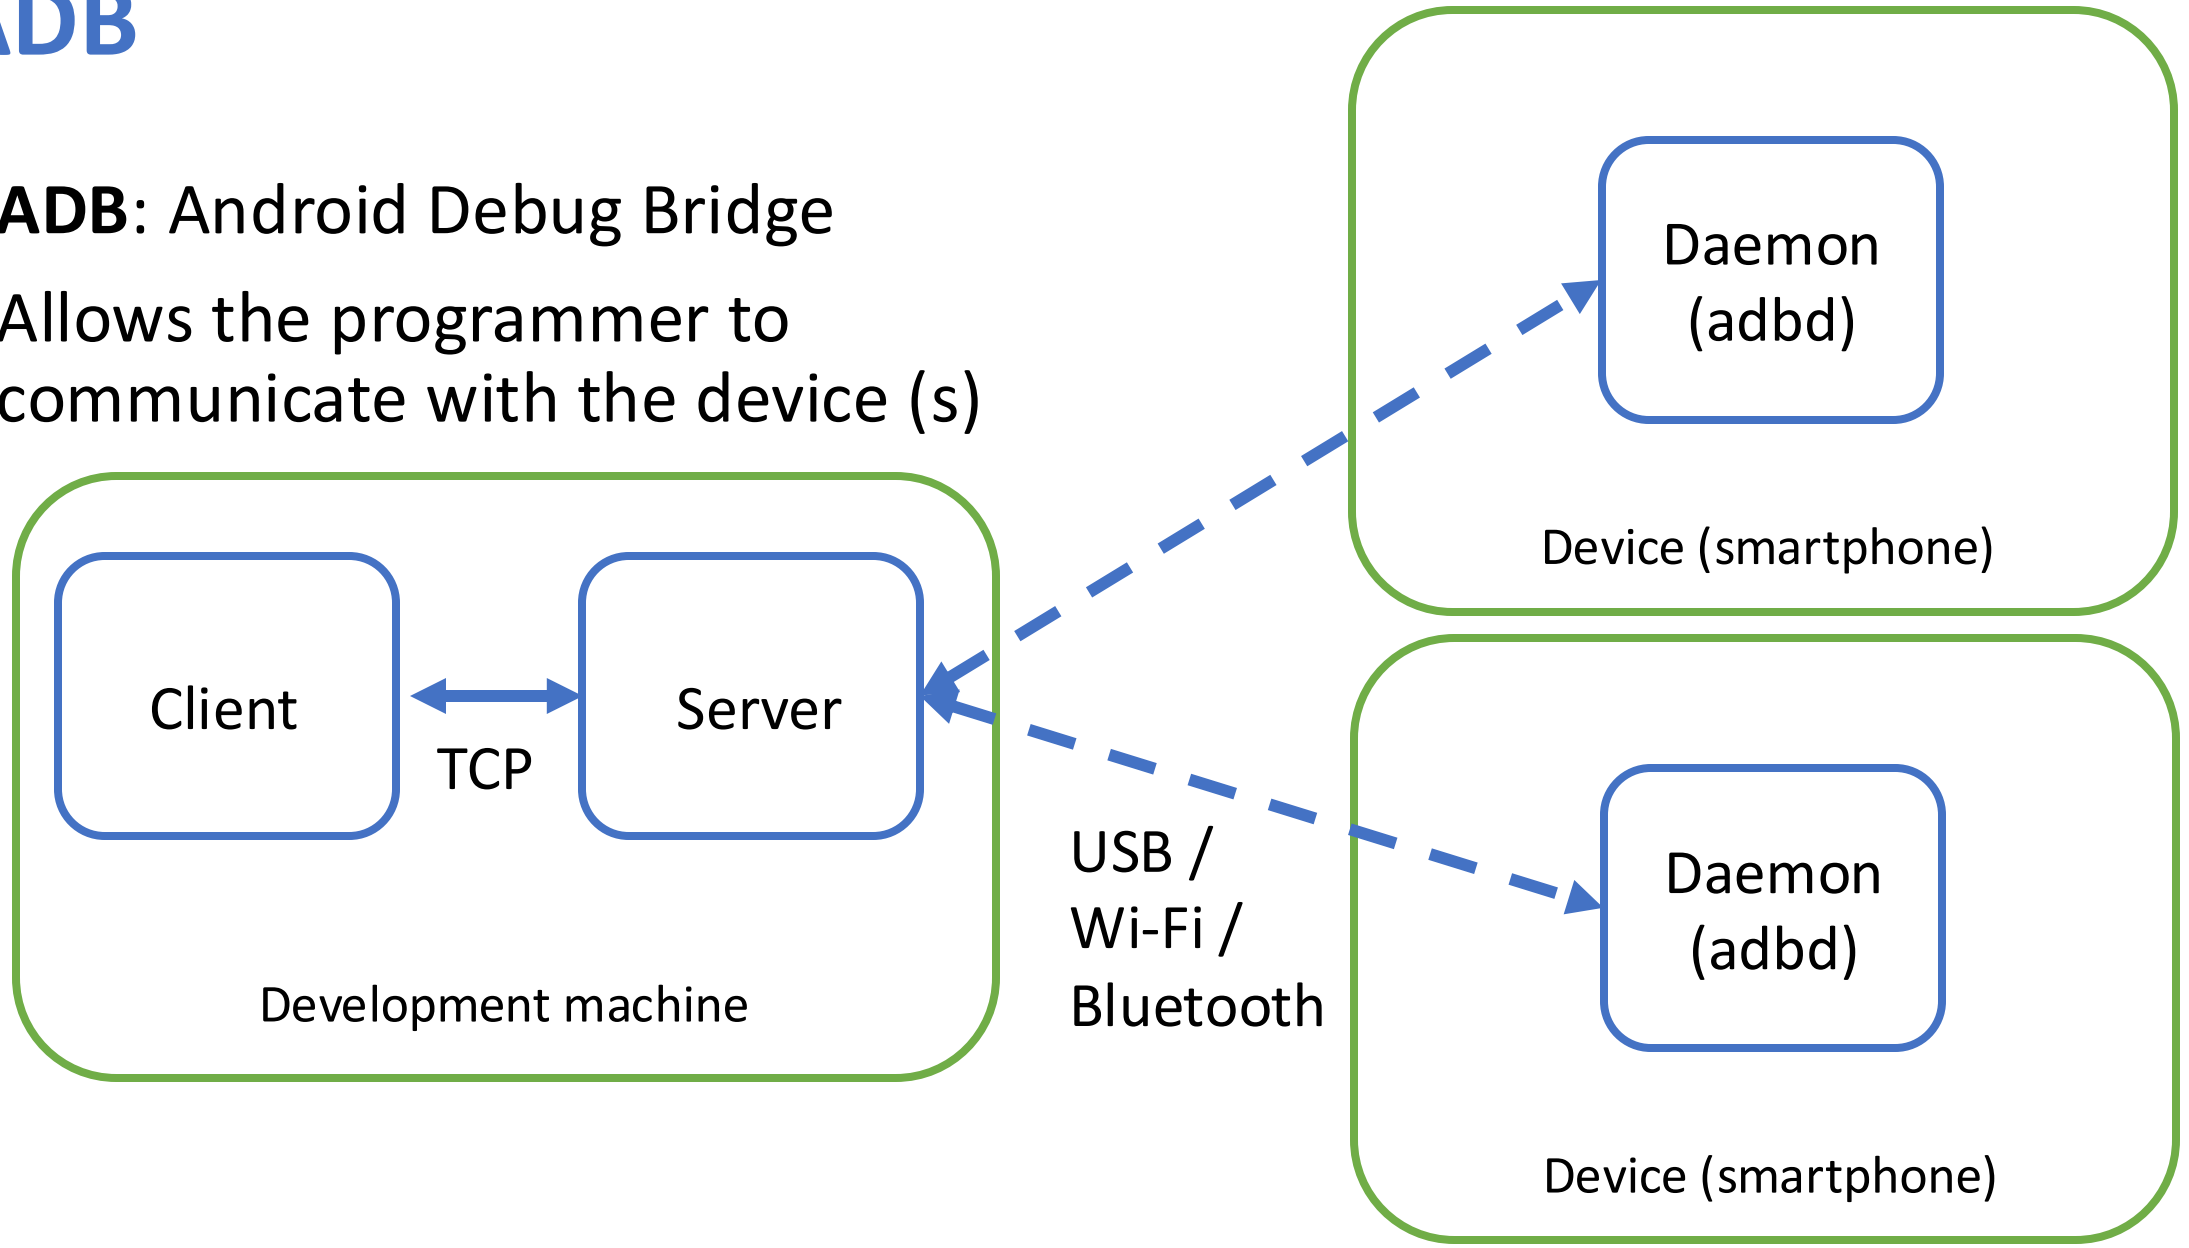 ADB
ADB: Android Debug Bridge
Allows the programmer to
communicate with the device (s)
Client
TCP
Server
Development machine
USB /
Wi-Fi /
Bluetooth
Daemon
(adbd)
Device (smartphone)
Daemon
(adbd)
Device (smartphone)